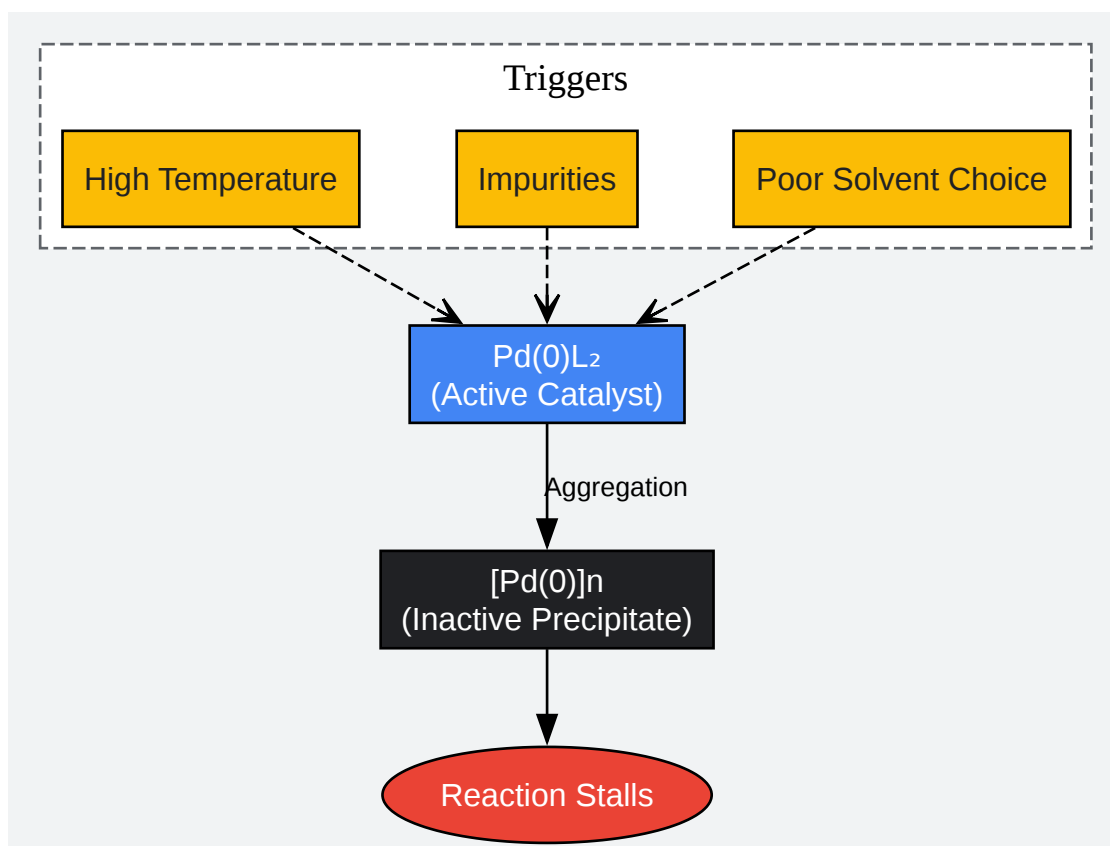 Triggers
High Temperature
Impurities
Poor Solvent Choice
Pd(0)L₂
(Active Catalyst)
Aggregation
[Pd(0)]n
(Inactive Precipitate)
Reaction Stalls